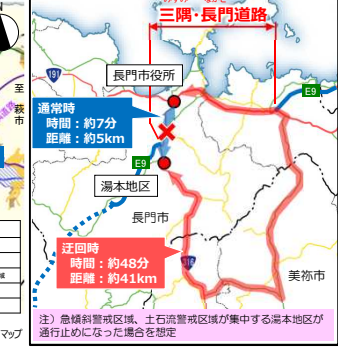 三隅・長門道路
191
長門市役所
至
萩
市
E9
通常時
時間：約7分
距離：約5km
E9
湯本地区
長門市
迂回時
時間：約48分
距離：約41km
316
美祢市
マップ
注）急傾斜警戒区域、土石流警戒区域が集中する湯本地区が
通行止めになった場合を想定